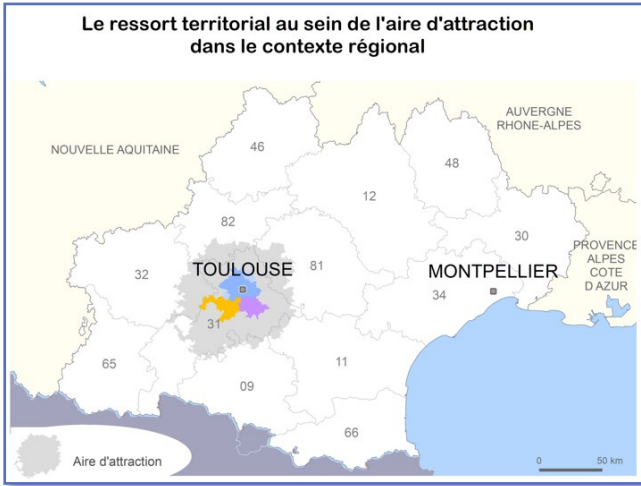 Le ressort territorial au sein de l'aire d'attraction
dans le contexte régional
NOUVELLE AQUITAINE
AUVERGNE
RHONE-ALPES
46
48
12
82
30
PROVENCE
ALPES
COTE
D'AZUR
32
TOULOUSE
81
MONTPELLIER
34
31
65
09
11
66
Aire d'attraction
0 50 km